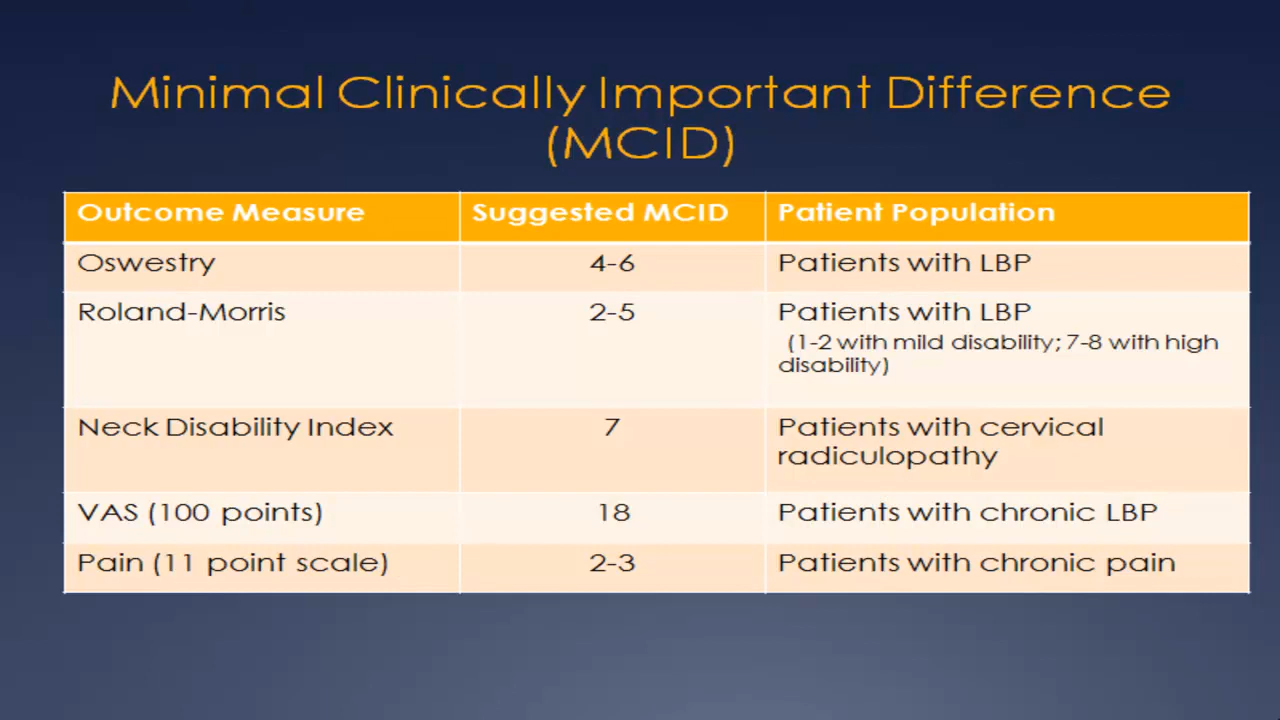 Minimal Clinically Important Difference
(MCID)
Outcome Measure Suggested MCID Patient Population
Oswestry 4-6 Patients with LBP
Roland-Morris 2-5 Patients with LBP
(1-2 with mild disability; 7-8 with high
disability)
Neck Disability Index 7 Patients with cervical
radiculopathy
VAS (100 points) 18 Patients with chronic LBP
Pain (11 point scale) 2-3 Patients with chronic pain